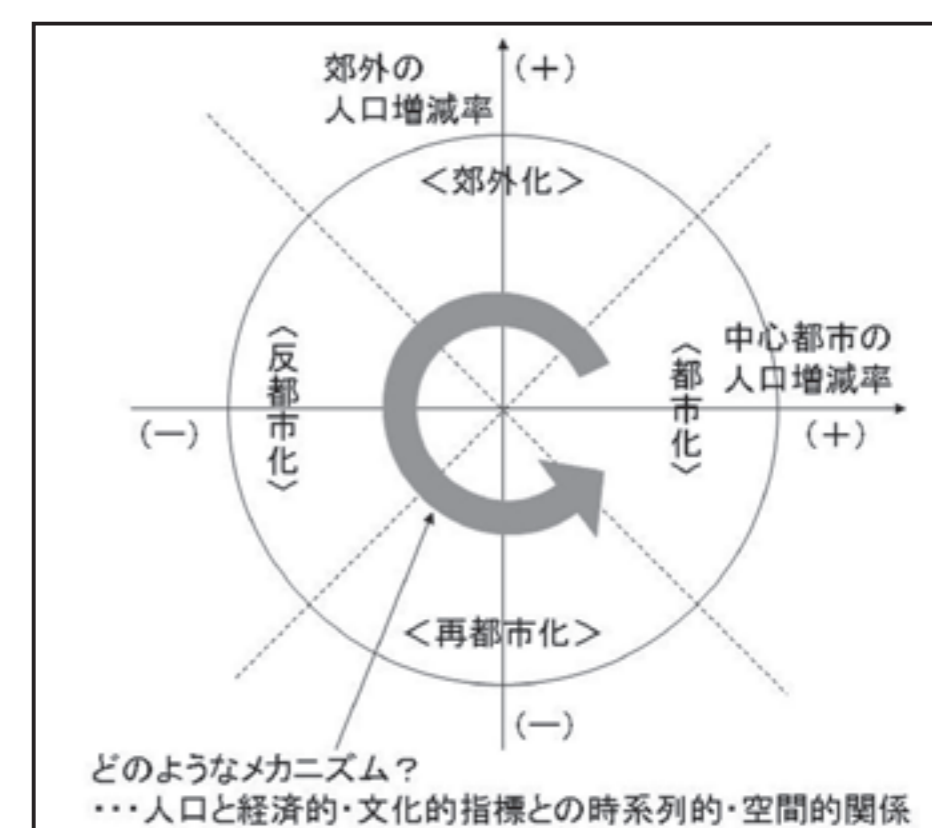 郊外の
人口増減率
(＋)
＜郊外化＞
中心都市の
人口増減率
〈反都市化〉
〈都市化〉
(－)
(＋)
＜再都市化＞
(－)
どのようなメカニズム？
・・・人口と経済的・文化的指標との時系列的・空間的関係